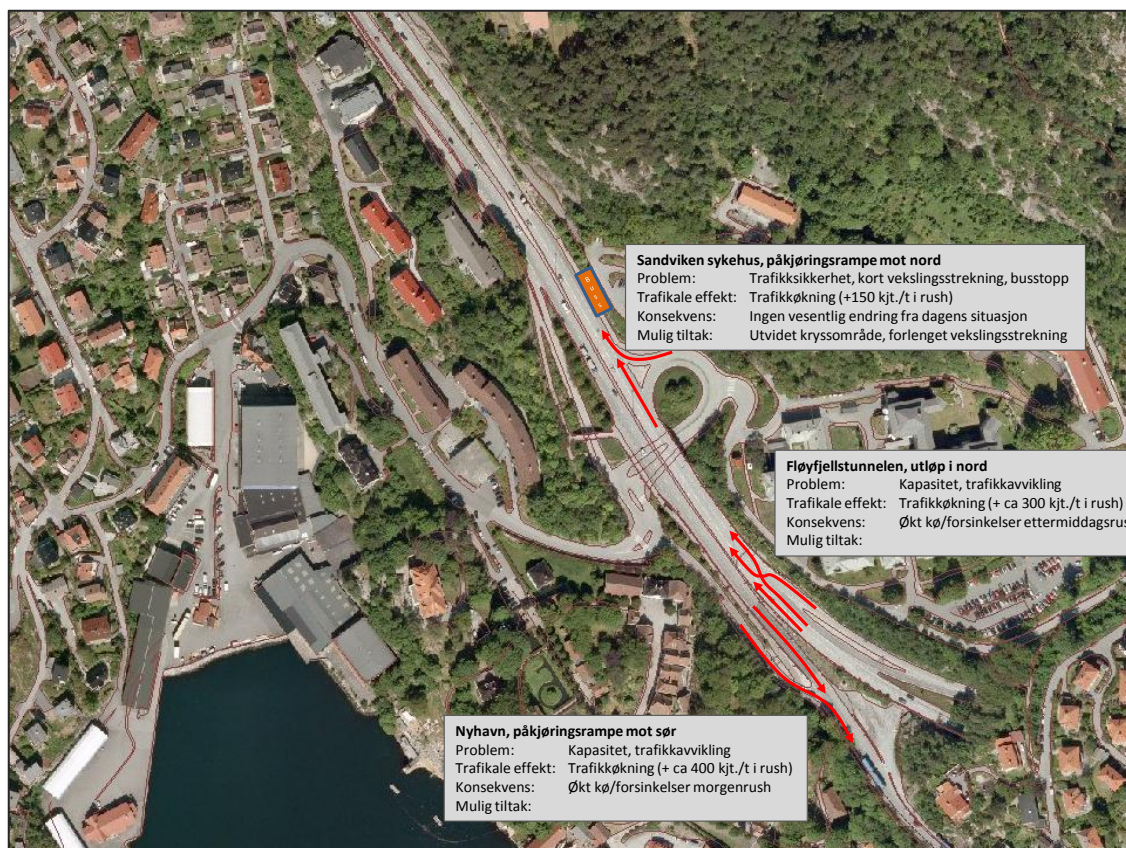 Buss
Sandviken sykehus, påkjøringsrampe mot nord
Problem: Trafikksikkerhet, kort vekslingsstrekning, busstopp
Trafikale effekt: Trafikkøkning (+150 kjt./t i rush)
Konsekvens: Ingen vesentlig endring fra dagens situasjon
Mulig tiltak: Utvidet kryssområde, forlenget vekslingsstrekning
Fløyfjellstunnelen, utløp i nord
Problem: Kapasitet, trafikkavvikling
Trafikale effekt: Trafikkøkning (+ ca 300 kjt./t i rush)
Konsekvens: Økt kø/forsinkelser ettermiddagsrus
Mulig tiltak:
Nyhavn, påkjøringsrampe mot sør
Problem: Kapasitet, trafikkavvikling
Trafikale effekt: Trafikkøkning (+ ca 400 kjt./t i rush)
Konsekvens: Økt kø/forsinkelser morgenrush
Mulig tiltak: